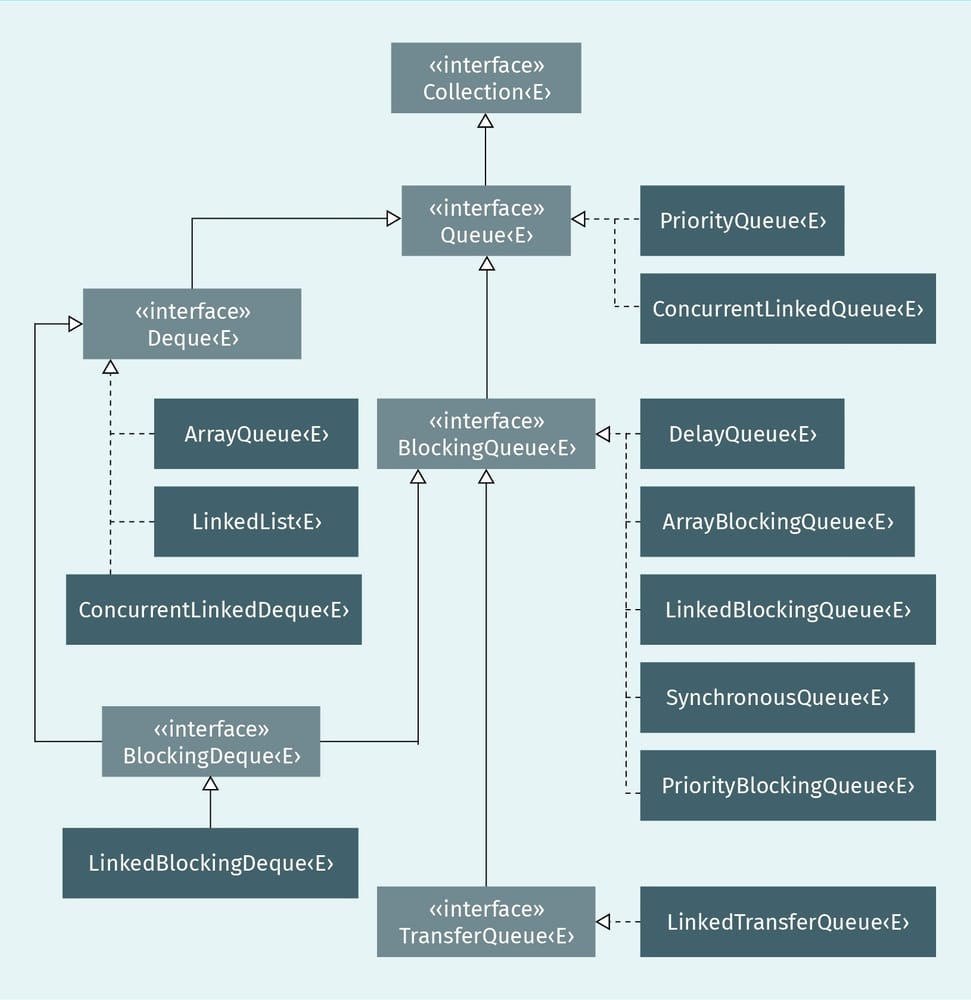 ‹‹interface››
Collection‹E›
‹‹interface››
Queue‹E›
PriorityQueue‹E›
ConcurrentLinkedQueue‹E›
‹‹interface››
Deque‹E›
ArrayQueue‹E›
LinkedList‹E›
ConcurrentLinkedDeque‹E›
‹‹interface››
BlockingQueue‹E›
DelayQueue‹E›
ArrayBlockingQueue‹E›
LinkedBlockingQueue‹E›
SynchronousQueue‹E›
PriorityBlockingQueue‹E›
‹‹interface››
BlockingDeque‹E›
LinkedBlockingDeque‹E›
‹‹interface››
TransferQueue‹E›
LinkedTransferQueue‹E›